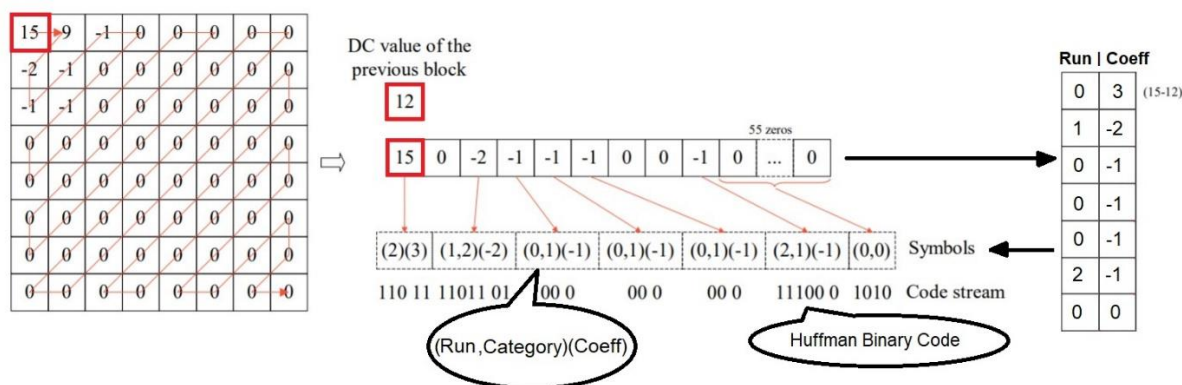 15 0 -1 0 0 0 0 0
-2 -1 0 0 0 0 0 0
-1 -1 0 0 0 0 0 0
0 0 0 0 0 0 0 0
0 0 0 0 0 0 0 0
0 0 0 0 0 0 0 0
0 0 0 0 0 0 0 0
0 0 0 0 0 0 0 0
DC value of the
previous block
12
55 zeros
15 0 -2 -1 -1 -1 0 0 -1 0 ... 0
(2)(3) (1,2)(-2) (0,1)(-1) (0,1)(-1) (0,1)(-1) (2,1)(-1) (0,0) Symbols
110 11 11011 01 00 0 00 0 00 0 11100 0 1010 Code stream
(Run,Category)(Coeff)
Huffman Binary Code
Run | Coeff
0 3 (15-12)
1 -2
0 -1
0 -1
0 -1
2 -1
0 0